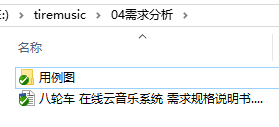 :) > tiremusic > 04需求分析 >
名称
用例图
八轮车 在线云音乐系统 需求规格说明书....